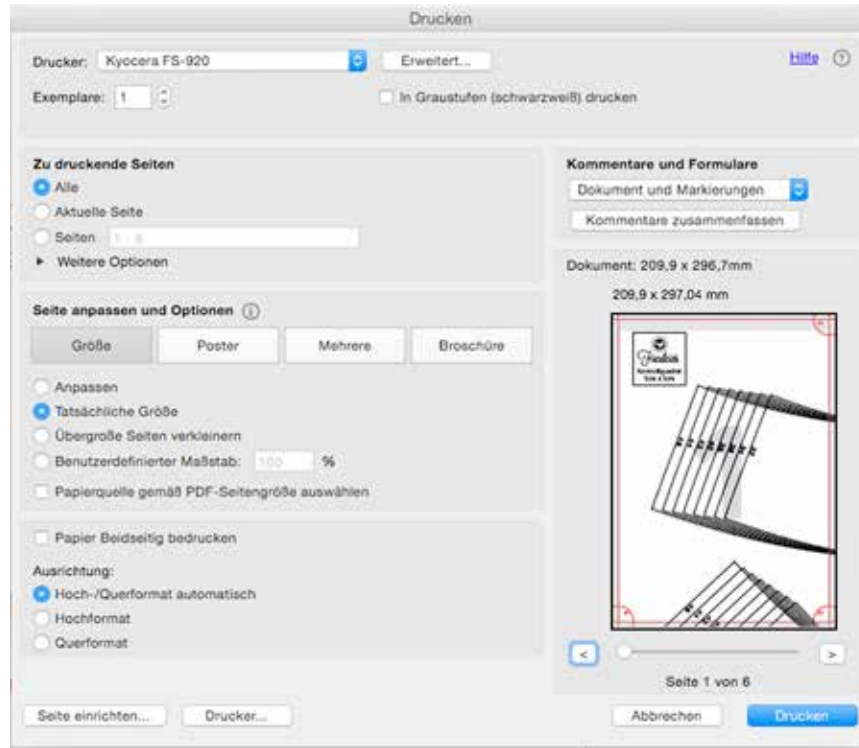 Drucken
Drucker: Kyocera FS-920 Erweitert... Hilfe ?
Exemplare: 1 In Graustufen (schwarzweiß) drucken
Zu druckende Seiten
Alle
Aktuelle Seite
Seiten 1 - 6
Weitere Optionen
Kommentare und Formulare
Dokument und Markierungen
Kommentare zusammenfassen
Seite anpassen und Optionen
Größe Poster Mehrere Broschüre
Anpassen
Tatsächliche Größe
Übergroße Seiten verkleinern
Benutzerdefinierter Maßstab: 100 %
Papierquelle gemäß PDF-Seitengröße auswählen
Papier Beidseitig bedrucken
Ausrichtung:
Hoch-/Querformat automatisch
Hochformat
Querformat
Dokument: 209,9 x 296,7mm
209,9 x 297,04 mm
< >
Seite 1 von 6
Seite einrichten... Drucker... Abbrechen Drucken